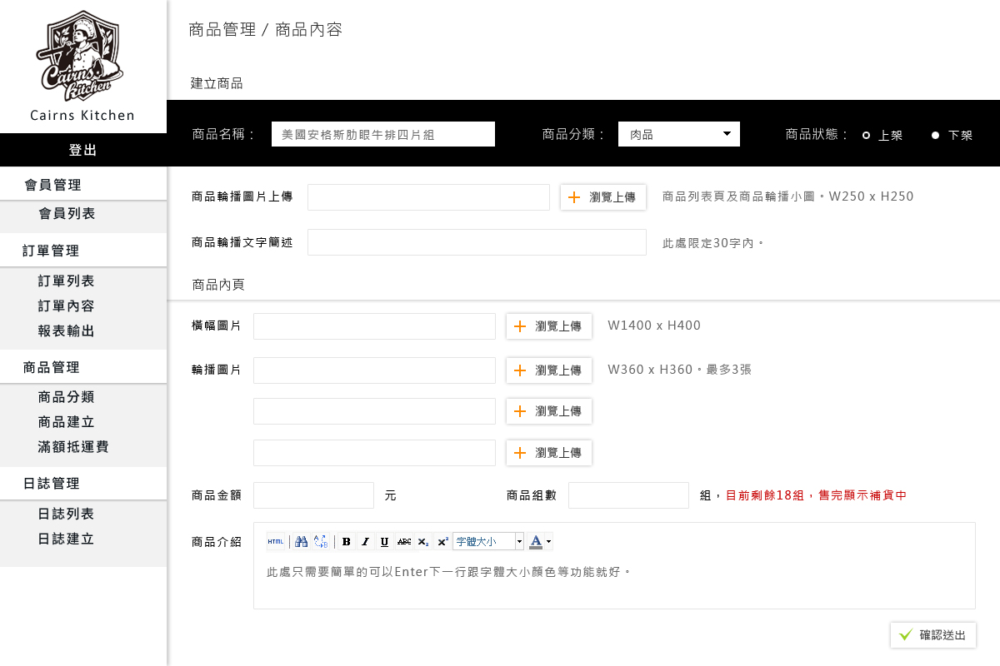 Cairns Kitchen
Cairns Kitchen
登出
會員管理
會員列表
訂單管理
訂單列表
訂單內容
報表輸出
商品管理
商品分類
商品建立
滿額抵運費
日誌管理
日誌列表
日誌建立
商品管理 / 商品內容
建立商品
商品名稱： 美國安格斯肋眼牛排四片組 商品分類： 肉品 商品狀態： 上架 下架
商品輪播圖片上傳 瀏覽上傳 商品列表頁及商品輪播小圖。W250 x H250
商品輪播文字簡述 此處限定30字內。
商品內頁
橫幅圖片 瀏覽上傳 W1400 x H400
輪播圖片 瀏覽上傳 W360 x H360。最多3張
瀏覽上傳
瀏覽上傳
商品金額 元 商品組數 組，目前剩餘18組，售完顯示補貨中
商品介紹 HTML A B B I U ABC X₂ X² 字體大小 A
此處只需要簡單的可以Enter下一行跟字體大小顏色等功能就好。
確認送出